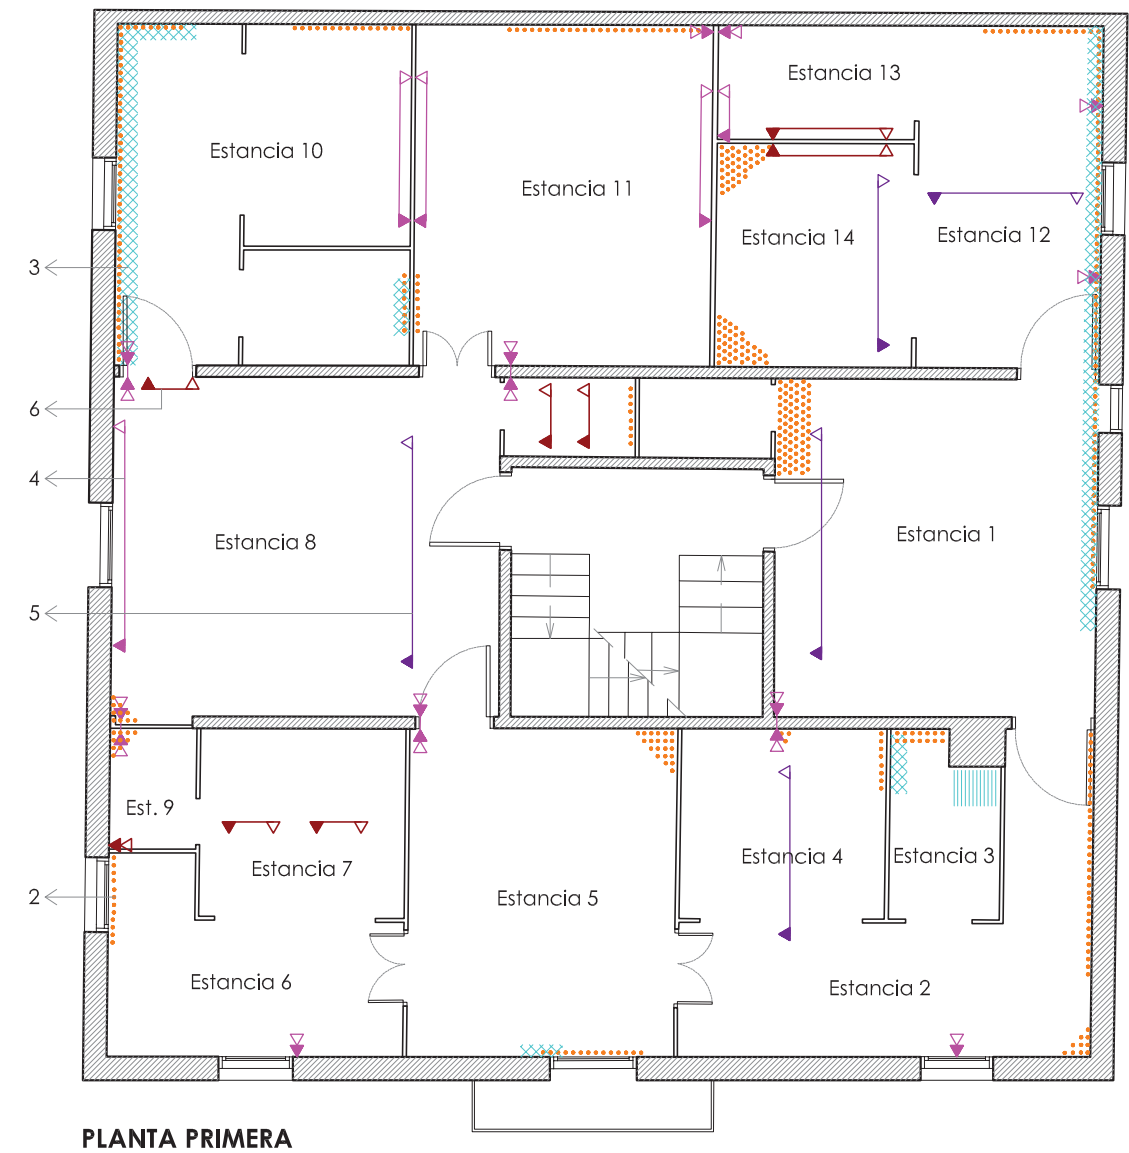 Estancia 13
Estancia 10
Estancia 11
Estancia 14
Estancia 12
3
6
4
Estancia 8
Estancia 1
5
Est. 9
Estancia 7
Estancia 4
Estancia 3
2
Estancia 5
Estancia 6
Estancia 2
PLANTA PRIMERA